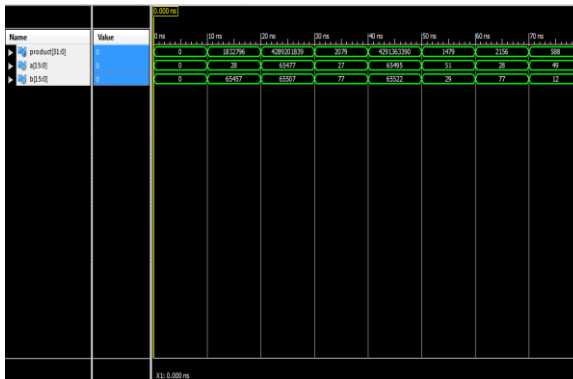 0.000 ns
Name Value 0 ns 10 ns 20 ns 30 ns 40 ns 50 ns 60 ns 70 ns
product[31:0] 0 0 1832796 4289201839 2079 4291363390 1479 2156 588
a[15:0] 0 0 28 65477 27 65495 51 28 49
b[15:0] 0 0 65457 65507 77 65522 29 77 12
X1: 0.000 ns